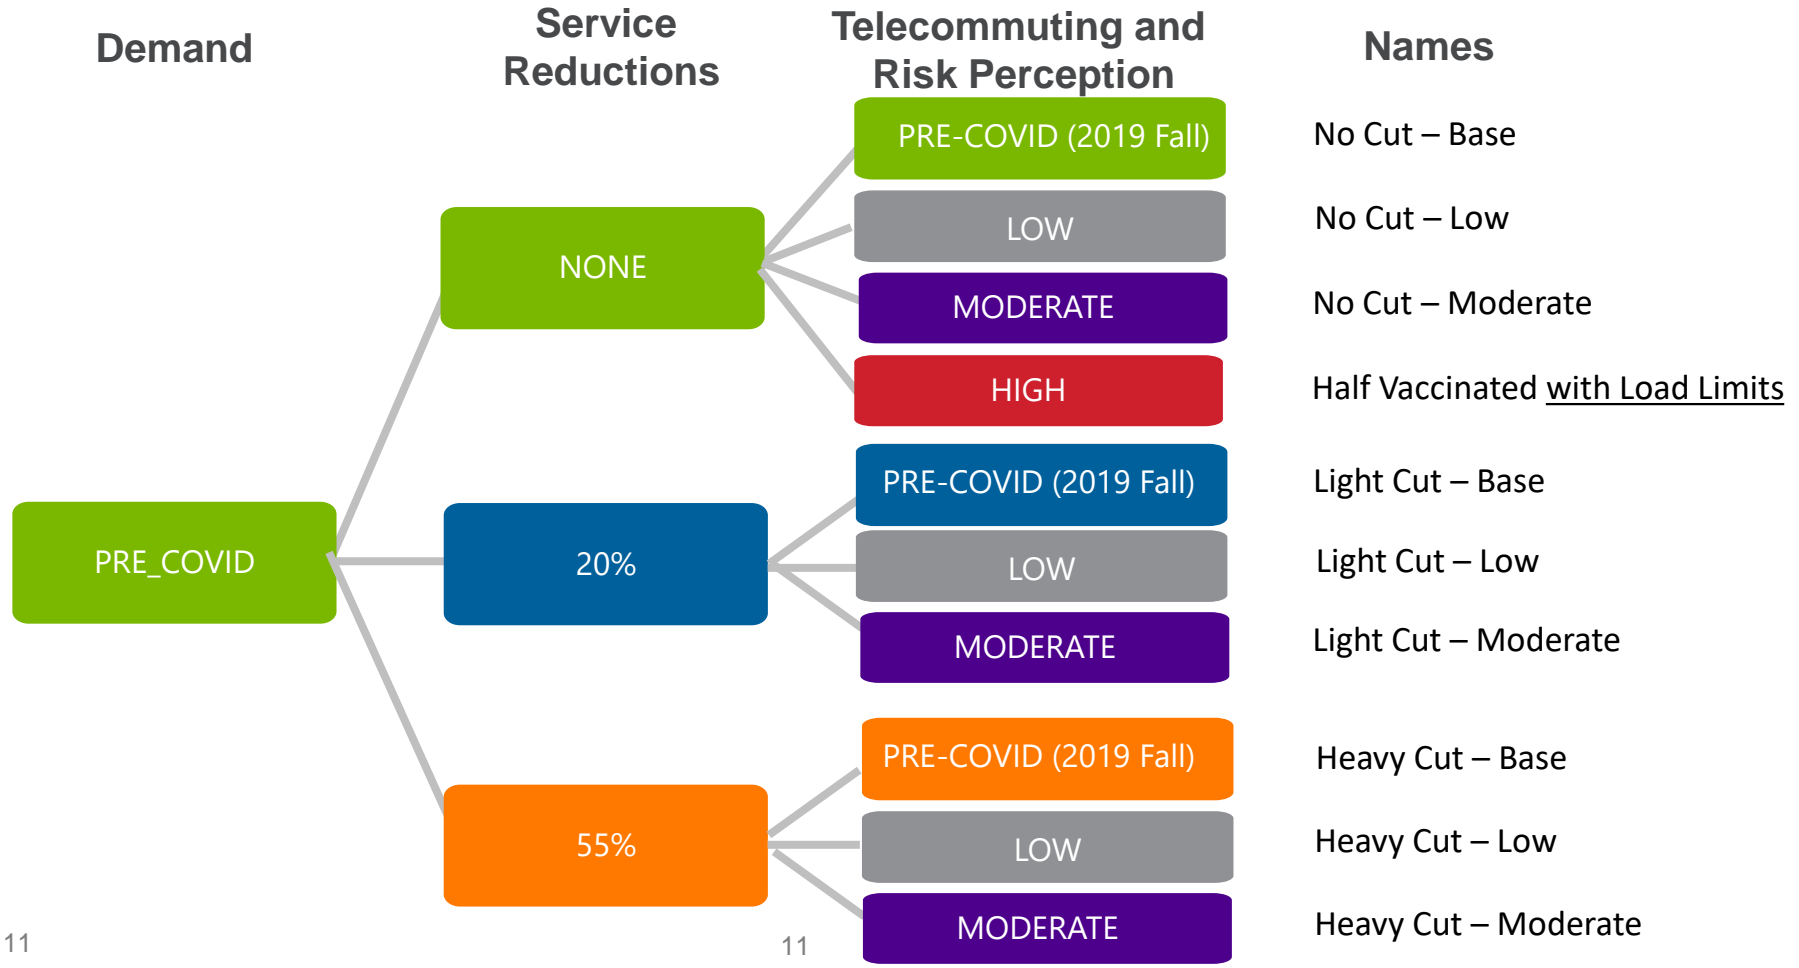 Demand
Service
Reductions
Telecommuting and
Risk Perception
Names
PRE-COVID (2019 Fall)
No Cut – Base
LOW
No Cut – Low
NONE
MODERATE
No Cut – Moderate
HIGH
Half Vaccinated with Load Limits
PRE-COVID (2019 Fall)
Light Cut – Base
PRE_COVID
20%
LOW
Light Cut – Low
MODERATE
Light Cut – Moderate
PRE-COVID (2019 Fall)
Heavy Cut – Base
55%
LOW
Heavy Cut – Low
MODERATE
Heavy Cut – Moderate
11
11